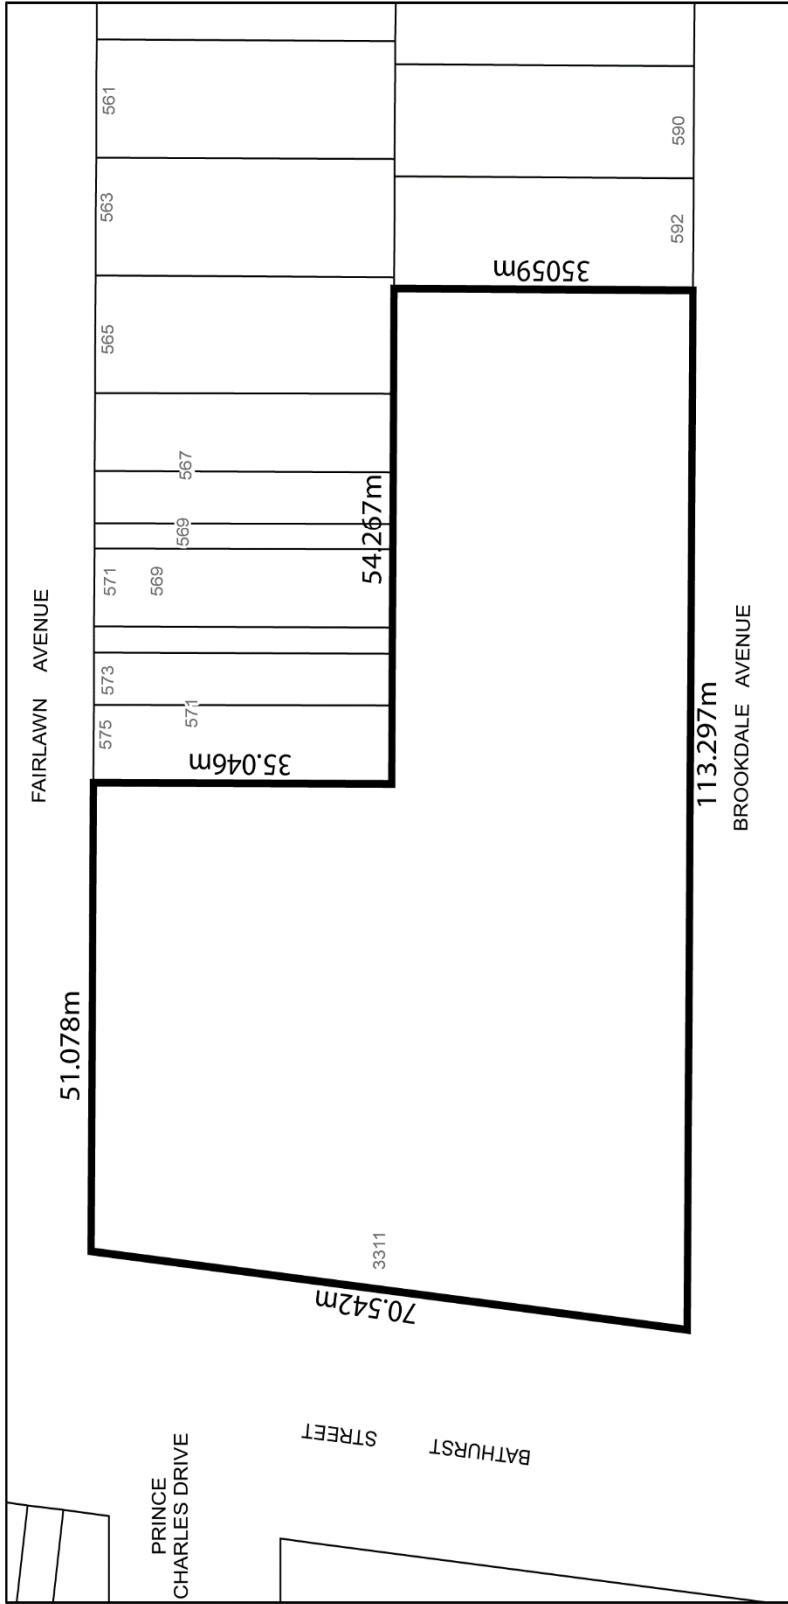 561
563
565
567
569
571
569
573
571
575
590
592
35059m
54.267m
35.046m
FAIRLAWN AVENUE
51.078m
113.297m
BROOKDALE AVENUE
3311
70.542m
BATHURST STREET
PRINCE
CHARLES DRIVE